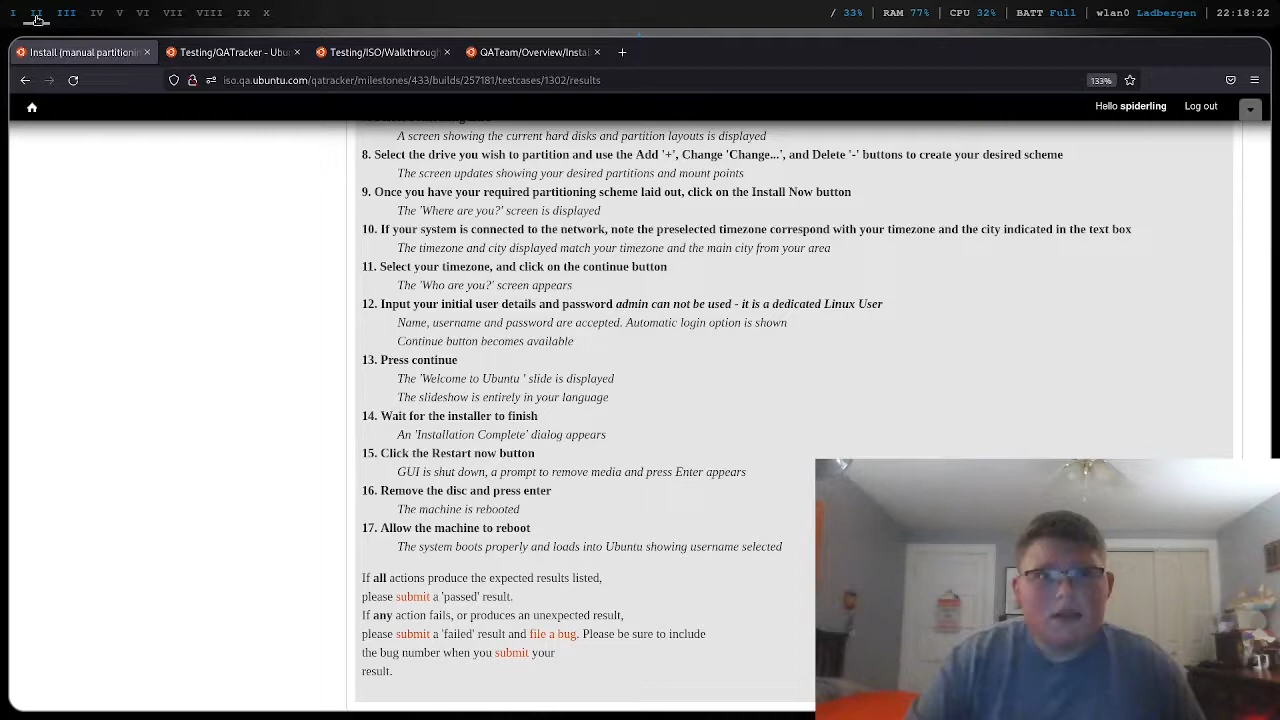 I II III IV V VI VII VIII IX X / 33% | RAM 77% | CPU 32% | BATT Full | wlan0 Ladbergen | 22:18:22
Install (manual partitionin Testing/QATracker - Ubu Testing/ISO/Walkthrough QATeam/Overview/Instal
iso.qa.ubuntu.com/qatracker/milestones/433/builds/257181/testcases/1302/results 133%
Hello spiderling Log out
A screen showing the current hard disks and partition layouts is displayed
8. Select the drive you wish to partition and use the Add '+', Change 'Change...', and Delete '-' buttons to create your desired scheme
The screen updates showing your desired partitions and mount points
9. Once you have your required partitioning scheme laid out, click on the Install Now button
The 'Where are you?' screen is displayed
10. If your system is connected to the network, note the preselected timezone correspond with your timezone and the city indicated in the text box
The timezone and city displayed match your timezone and the main city from your area
11. Select your timezone, and click on the continue button
The 'Who are you?' screen appears
12. Input your initial user details and password admin can not be used - it is a dedicated Linux User
Name, username and password are accepted. Automatic login option is shown
Continue button becomes available
13. Press continue
The 'Welcome to Ubuntu ' slide is displayed
The slideshow is entirely in your language
14. Wait for the installer to finish
An 'Installation Complete' dialog appears
15. Click the Restart now button
GUI is shut down, a prompt to remove media and press Enter appears
16. Remove the disc and press enter
The machine is rebooted
17. Allow the machine to reboot
The system boots properly and loads into Ubuntu showing username selected
If all actions produce the expected results listed,
please submit a 'passed' result.
If any action fails, or produces an unexpected result,
please submit a 'failed' result and file a bug. Please be sure to include
the bug number when you submit your
result.